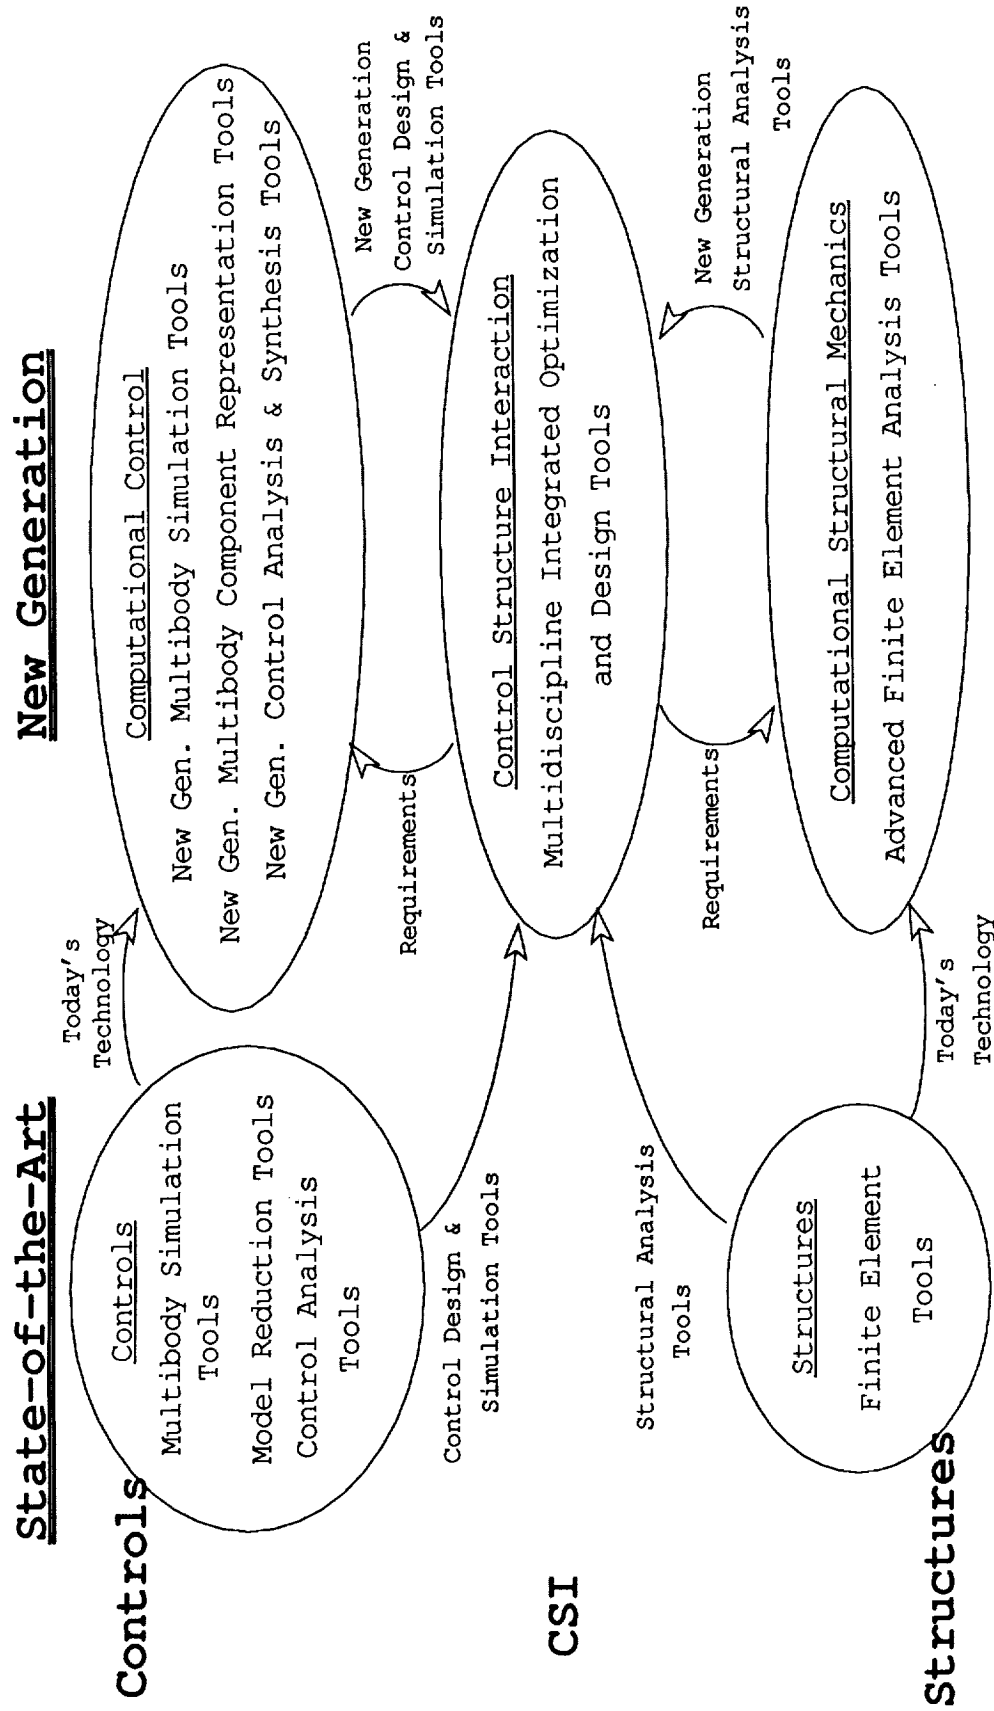 State-of-the-Art
New Generation
Controls
Controls
Multibody Simulation
Tools
Model Reduction Tools
Control Analysis
Tools
Today's
Technology
Computational Control
New Gen. Multibody Simulation Tools
New Gen. Multibody Component Representation Tools
New Gen. Control Analysis & Synthesis Tools
Control Design &
Simulation Tools
Requirements
New Generation
Control Design &
Simulation Tools
CSI
Control Structure Interaction
Multidiscipline Integrated Optimization
and Design Tools
Structural Analysis
Tools
Requirements
New Generation
Structural Analysis
Tools
Structures
Structures
Finite Element
Tools
Today's
Technology
Computational Structural Mechanics
Advanced Finite Element Analysis Tools